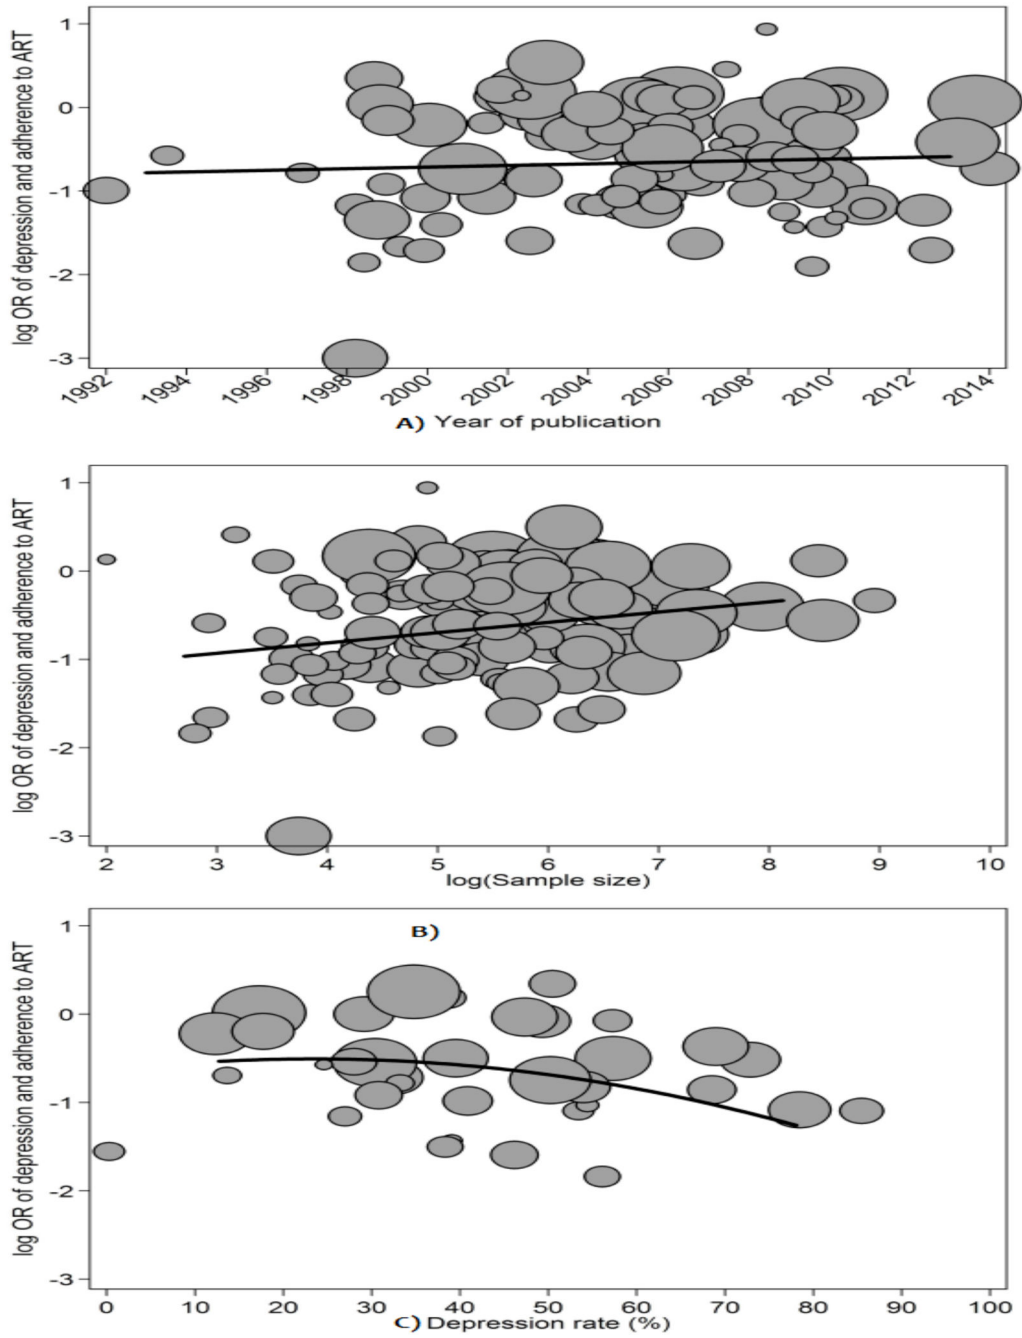 log OR of depression and adherence to ART
1
0
-1
-2
-3
1992 1994 1996 1998 2000 2002 2004 2006 2008 2010 2012 2014
A) Year of publication
log OR of depression and adherence to ART
1
0
-1
-2
-3
2 3 4 5 6 7 8 9 10
log(Sample size)
B)
log OR of depression and adherence to ART
1
0
-1
-2
-3
0 10 20 30 40 50 60 70 80 90 100
C) Depression rate (%)